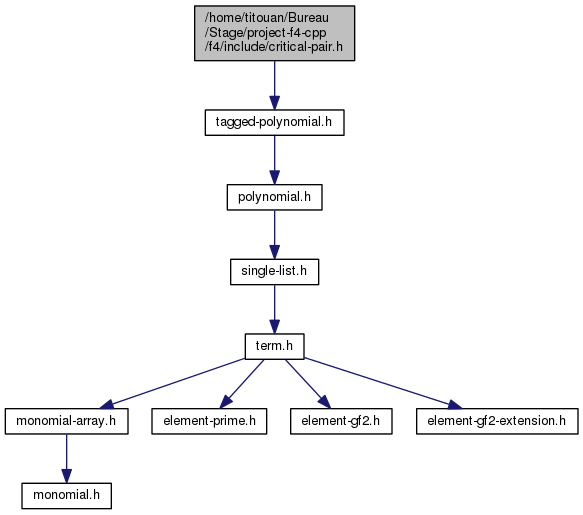 /home/titouan/Bureau
/Stage/project-f4-cpp
/f4/include/critical-pair.h
tagged-polynomial.h
polynomial.h
single-list.h
term.h
monomial-array.h
element-prime.h
element-gf2.h
element-gf2-extension.h
monomial.h